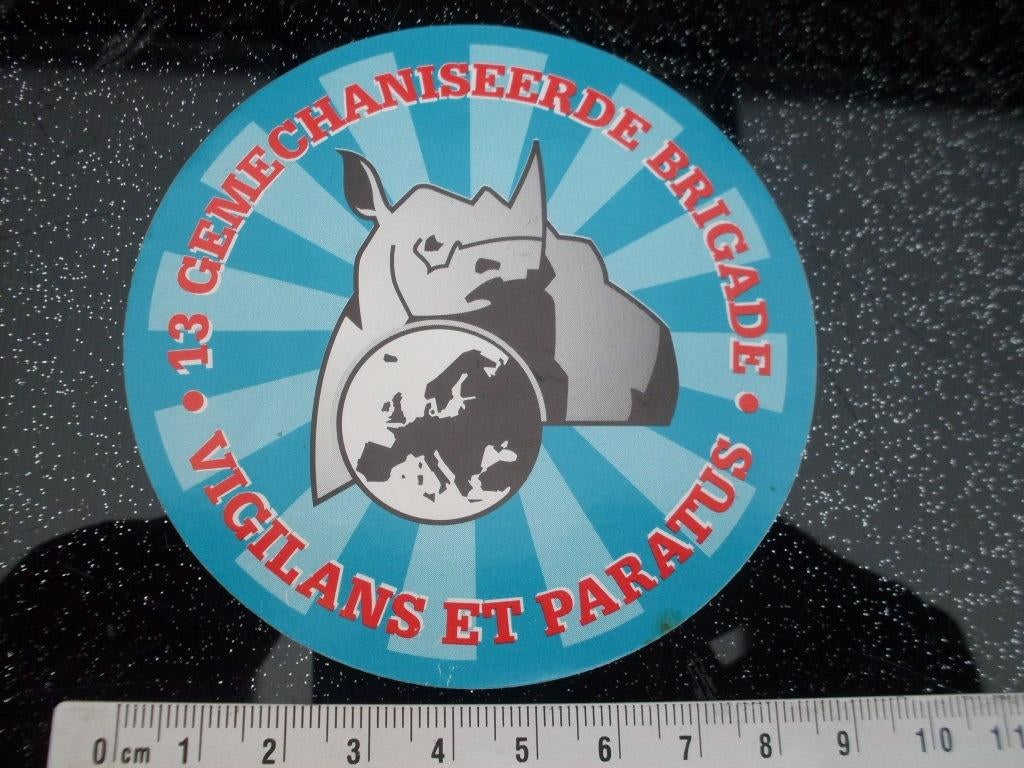 • 13 GEMECHANISEERDE BRIGADE •
VIGILANS ET PARATUS
0 cm 1 2 3 4 5 6 7 8 9 10 11